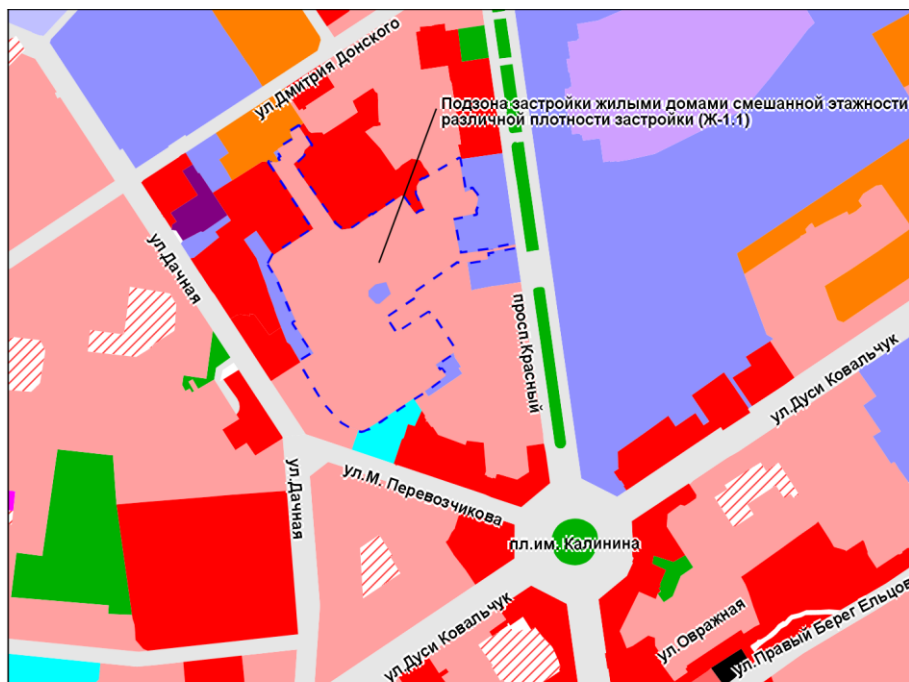 ул.Дмитрия Донского
Подзона застройки жилыми домами смешанной этажности
различной плотности застройки (Ж-1.1)
ул.Дачная
просп.Красный
ул.Дуси Ковальчук
ул.Дачная
ул.М. Перевозчикова
пл.им. Калинина
ул.Дуси Ковальчук
ул.Овражная
ул.Правый Берег Ельцов